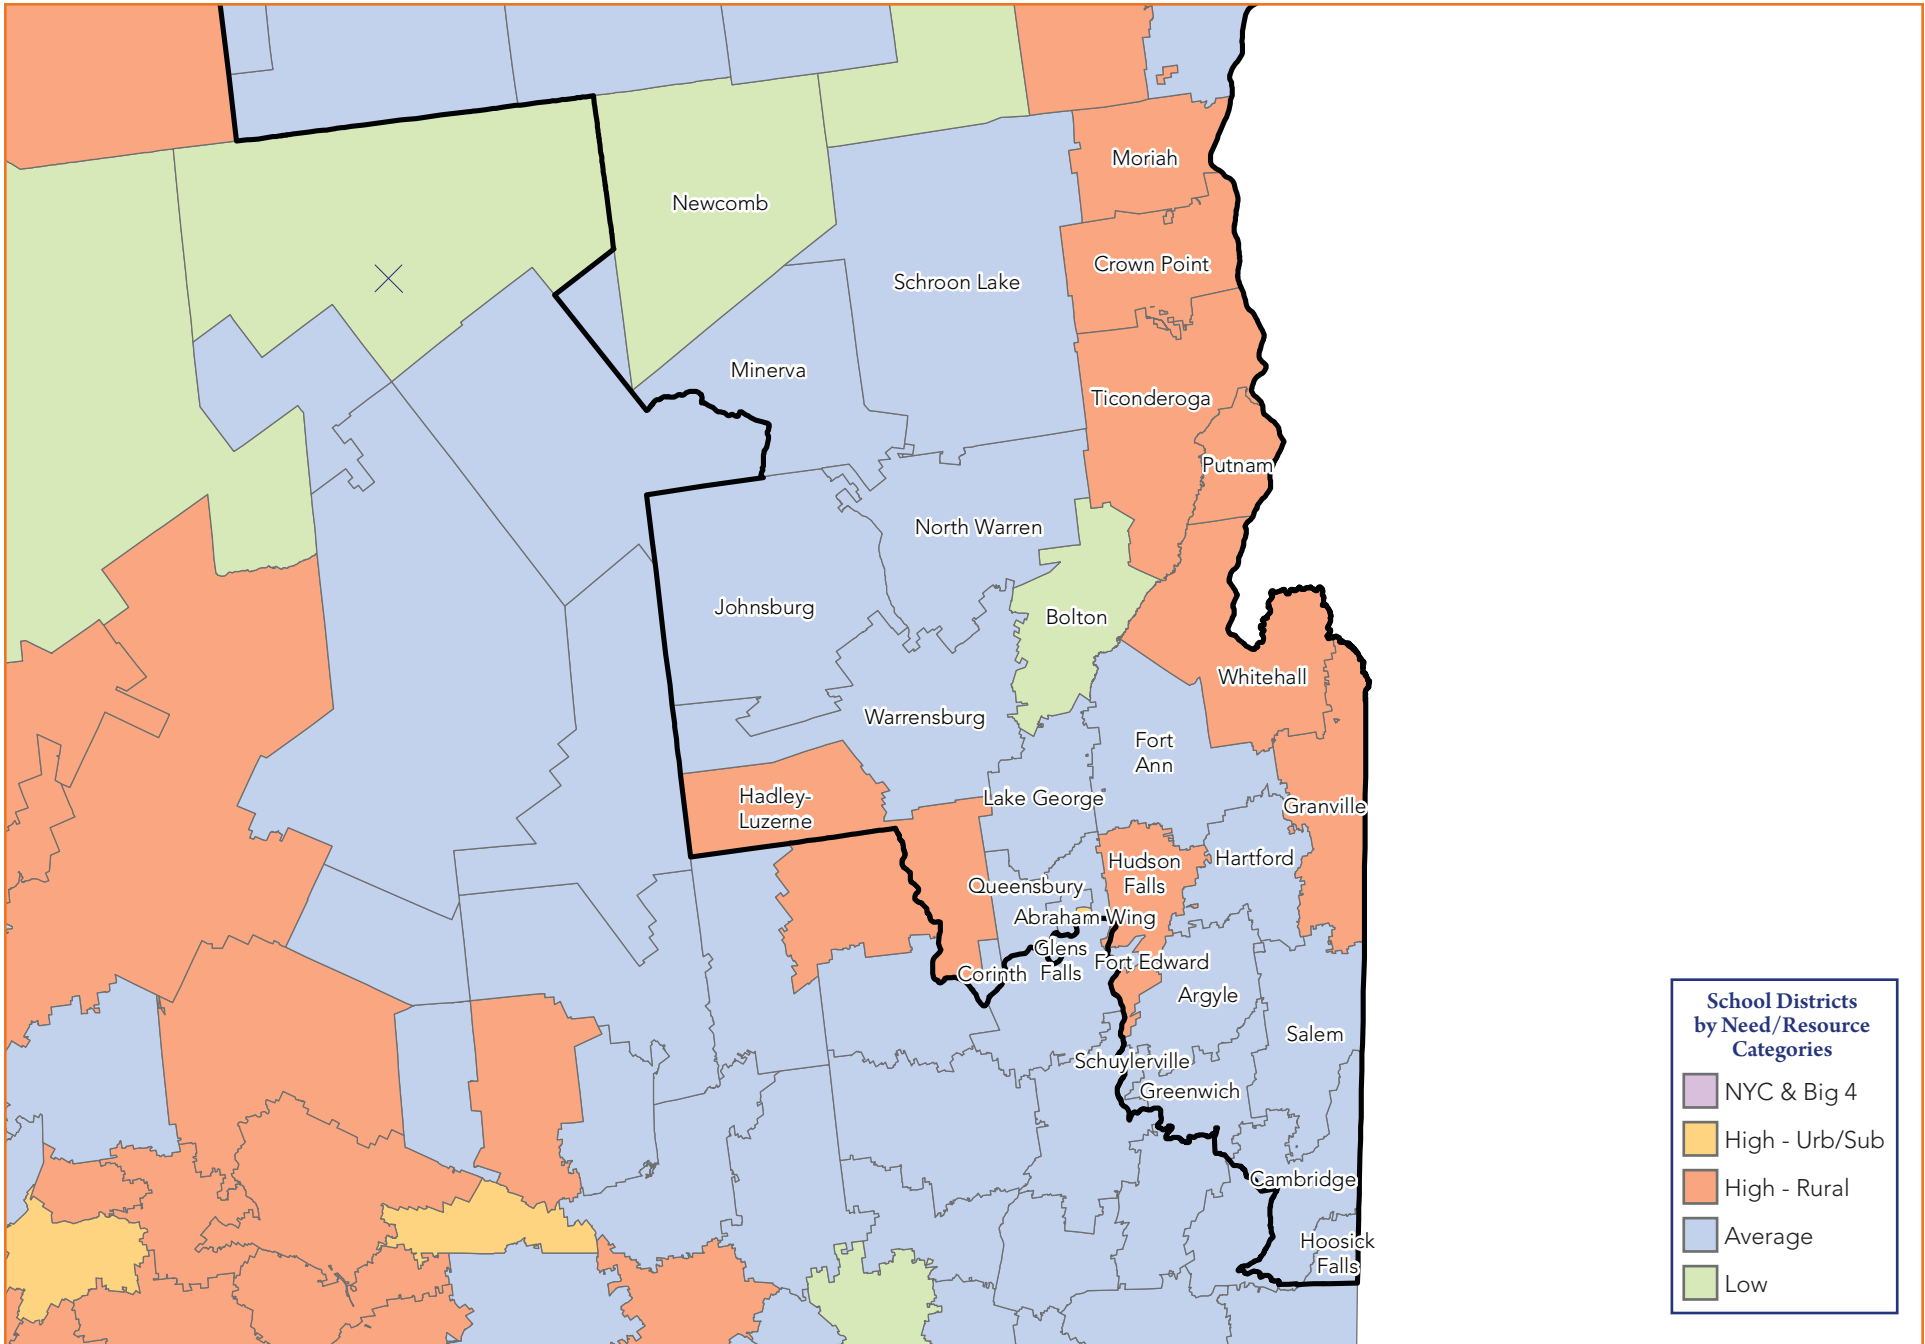 Moriah
Newcomb
Crown Point
Schroon Lake
Minerva
Ticonderoga
Putnam
North Warren
Johnsburg
Bolton
Whitehall
Warrensburg
Fort
Ann
Hadley-
Luzerne
Lake George
Granville
Hudson
Falls
Hartford
Queensbury
Abraham Wing
Glens
Falls
Fort Edward
Corinth
Argyle
Salem
Schuylerville
Greenwich
Cambridge
Hoosick
Falls
School Districts
by Need/Resource
Categories
NYC & Big 4
High - Urb/Sub
High - Rural
Average
Low